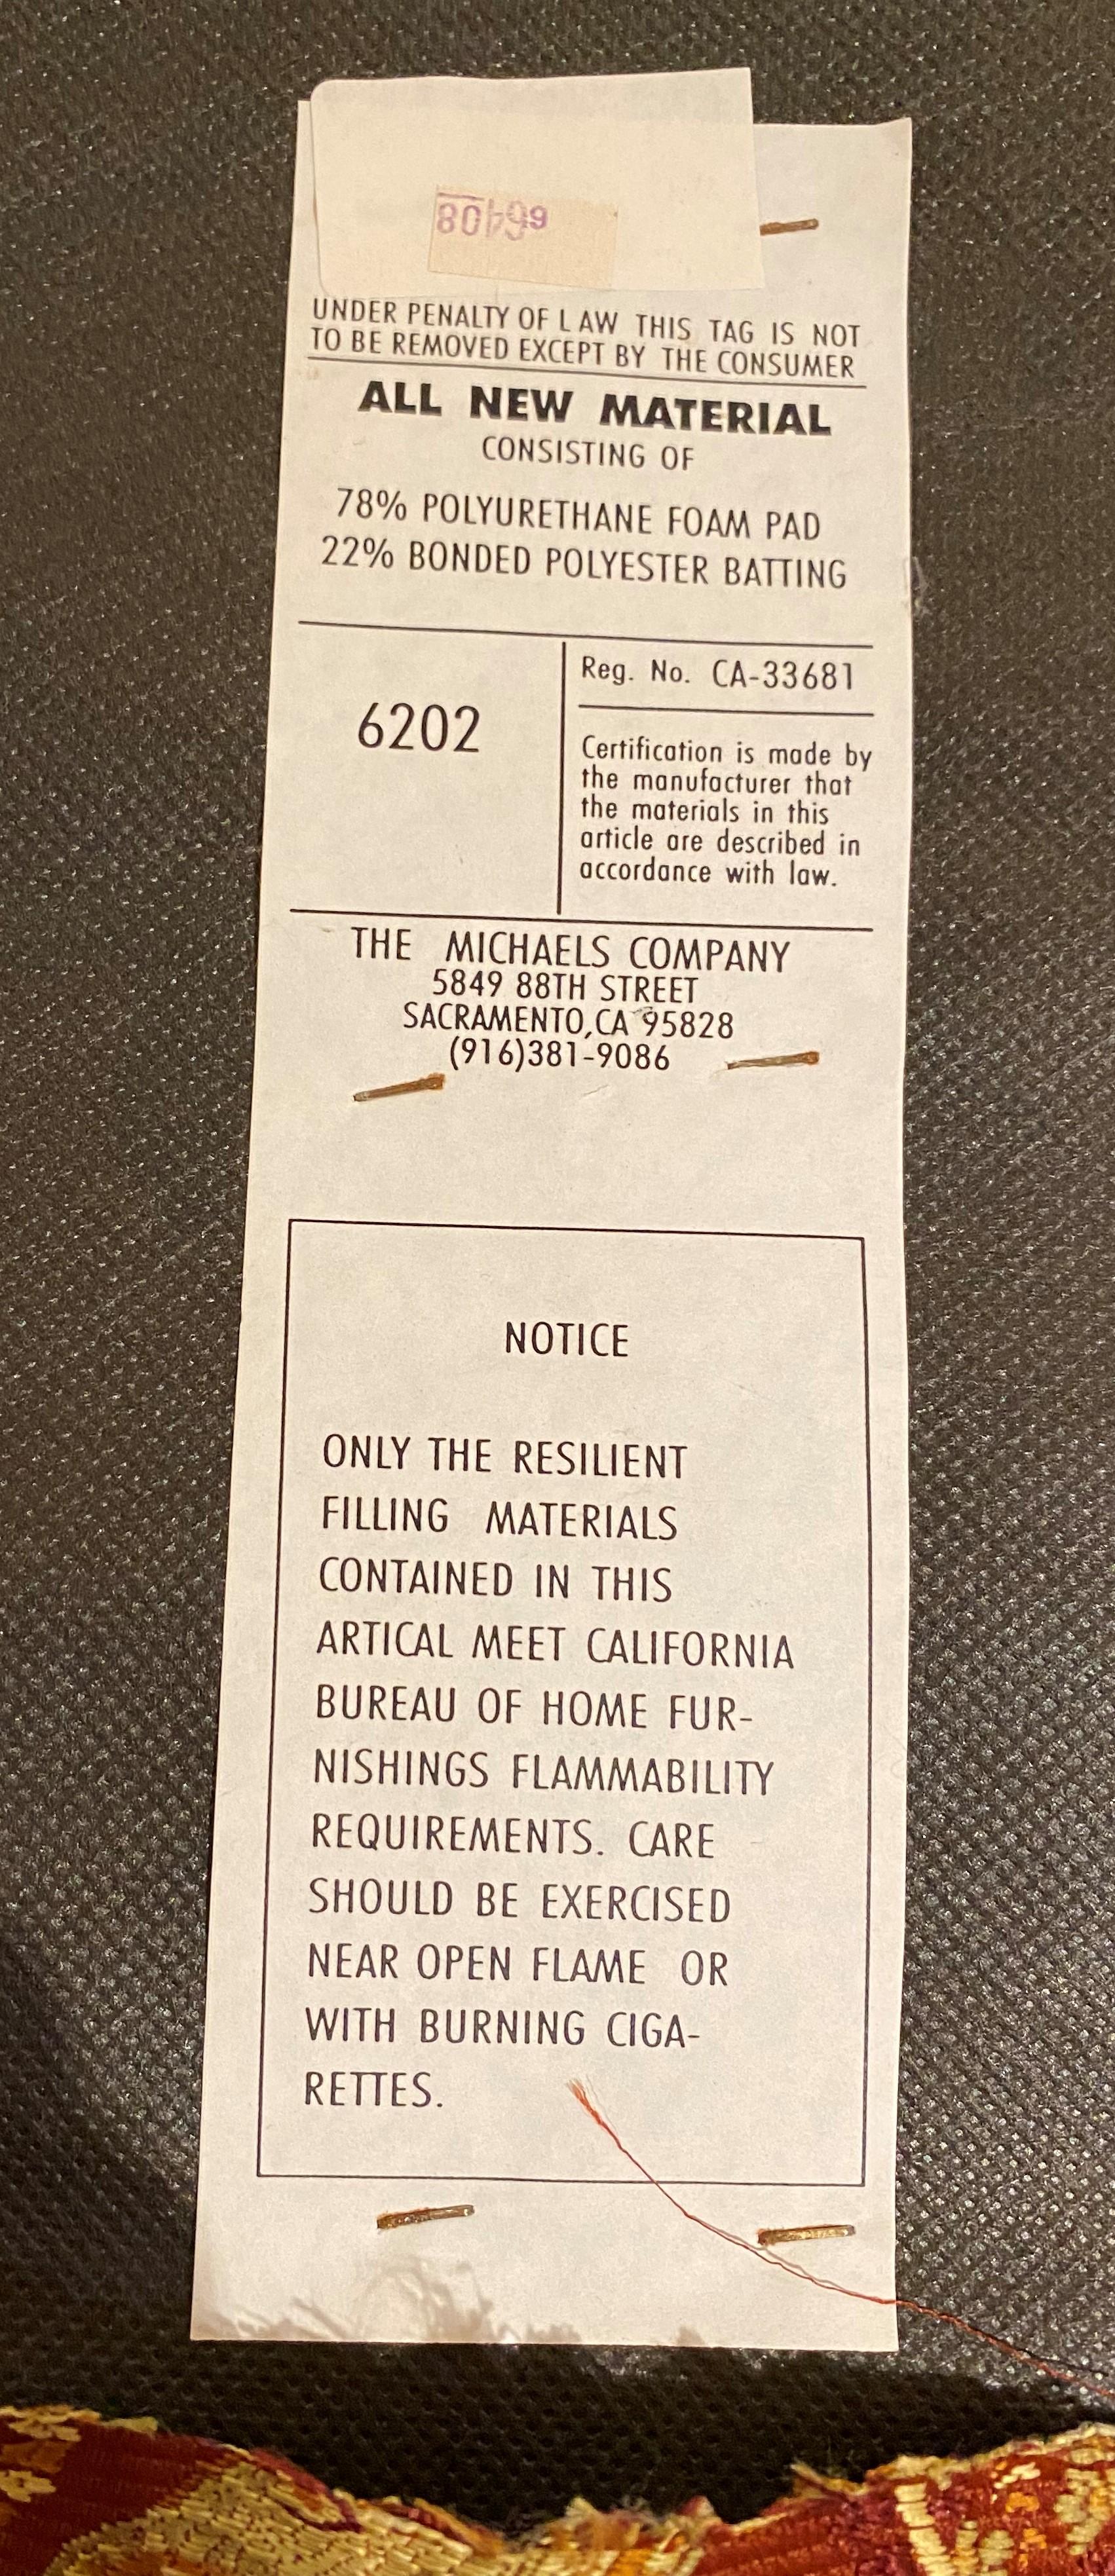 66408
UNDER PENALTY OF LAW THIS TAG IS NOT
TO BE REMOVED EXCEPT BY THE CONSUMER
ALL NEW MATERIAL
CONSISTING OF
78% POLYURETHANE FOAM PAD
22% BONDED POLYESTER BATTING
6202
Reg. No. CA-33681
Certification is made by
the manufacturer that
the materials in this
article are described in
accordance with law.
THE MICHAELS COMPANY
5849 88TH STREET
SACRAMENTO,CA 95828
(916)381-9086
NOTICE
ONLY THE RESILIENT
FILLING MATERIALS
CONTAINED IN THIS
ARTICAL MEET CALIFORNIA
BUREAU OF HOME FUR-
NISHINGS FLAMMABILITY
REQUIREMENTS. CARE
SHOULD BE EXERCISED
NEAR OPEN FLAME OR
WITH BURNING CIGA-
RETTES.